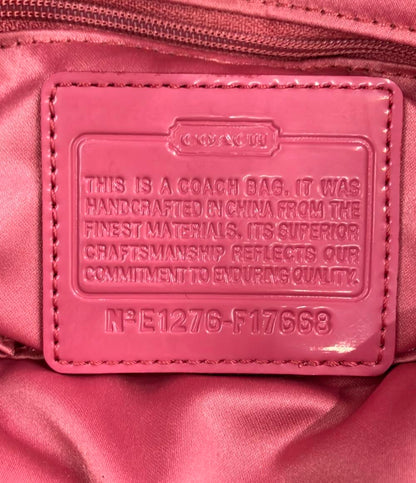 COACH
THIS IS A COACH BAG. IT WAS
HANDCRAFTED IN CHINA FROM THE
FINEST MATERIALS. ITS SUPERIOR
CRAFTSMANSHIP REFLECTS OUR
COMMITMENT TO ENDURING QUALITY.
Nº E1276-F17668